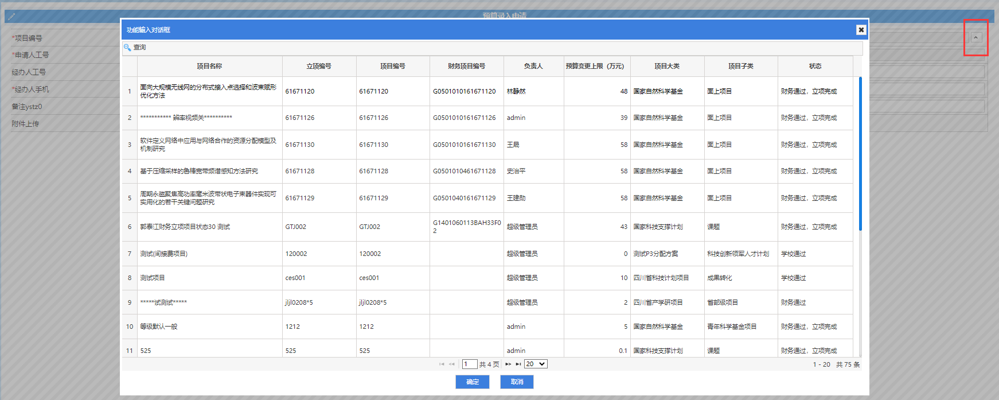 预算录入申请
功能输入对话框
查询
*项目编号
*申请人工号
经办人工号
*经办人手机
备注ystz0
附件上传
项目名称 立项编号 项目编号 财务项目编号 负责人 预算变更上限（万元） 项目大类 项目子类 状态
1 面向大规模无线网的分布式接入点选择和波束赋形 61671120 61671120 G0501010161671120 林静然 48 国家自然科学基金 面上项目 财务通过，立项完成
优化方法
2 *********** 辨率视频关********** 61671126 61671126 G0501010161671126 admin 39 国家自然科学基金 面上项目 财务通过，立项完成
3 软件定义网络中应用与网络合作的资源分配模型及 61671130 61671130 G0501010161671130 王晟 58 国家自然科学基金 面上项目 财务通过，立项完成
机制研究
4 基于压缩采样的鲁棒宽带频谱感知方法研究 61671128 61671128 G0501010461671128 史治平 58 国家自然科学基金 面上项目 财务通过，立项完成
5 周期永磁聚焦高功率毫米波带状电子束器件实现可 61671129 61671129 G0501040161671129 王建勋 58 国家自然科学基金 面上项目 财务通过，立项完成
实用化的若干关键问题研究
6 郭泰江财务立项项目状态30 测试 GTJ002 GTJ002 G1401060113BAH33F0 超级管理员 43 国家科技支撑计划 课题 财务通过，立项完成
2
7 测试(间接费项目) 120002 120002 超级管理员 0 测试P3分配方案 科技创新领军人才计划 学校通过
8 测试项目 ces001 ces001 超级管理员 10 四川省科技计划项目 成果转化 学校通过
9 *****试测试***** jljl0208*5 jljl0208*5 超级管理员 2 四川省产学研项目 省部级项目 财务通过
10 等级默认一般 1212 1212 admin 5 国家自然科学基金 青年科学基金项目 财务通过，立项完成
11 525 525 525 admin 0.1 国家科技支撑计划 课题 财务通过，立项完成
1 共 4 页 20 1 - 20 共 75 条
确定 取消